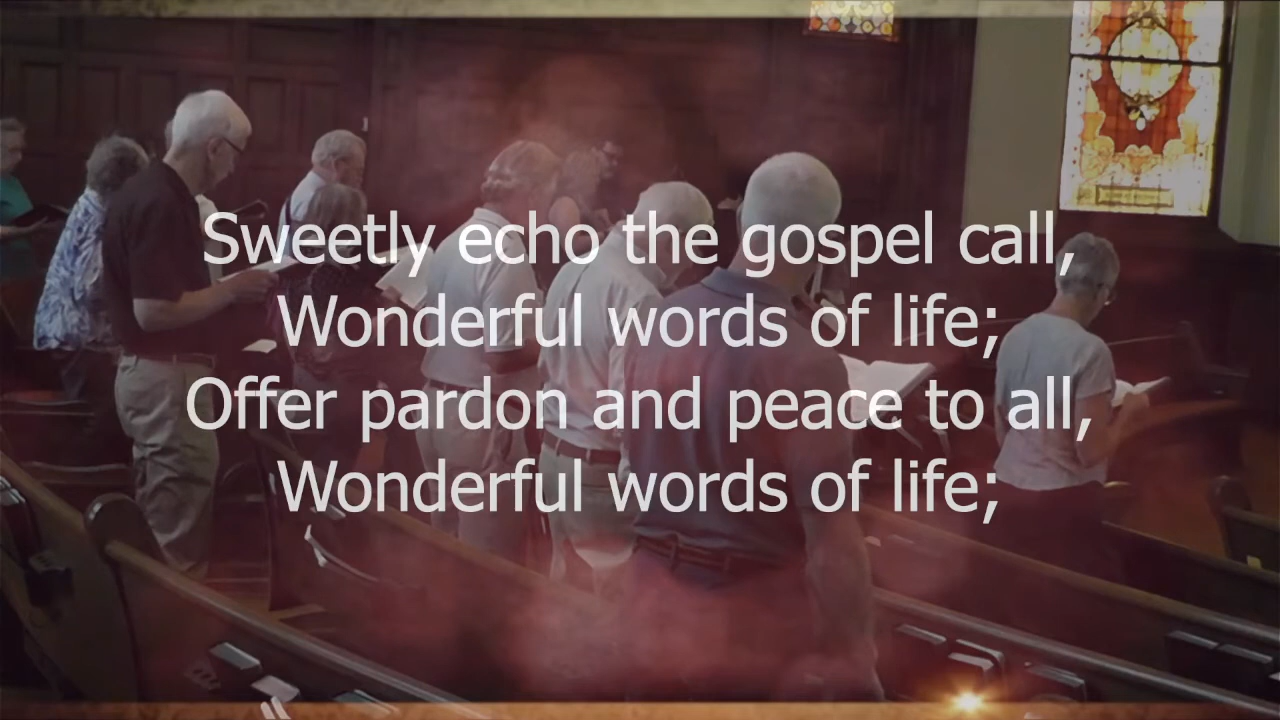 Sweetly echo the gospel call,
Wonderful words of life;
Offer pardon and peace to all,
Wonderful words of life;